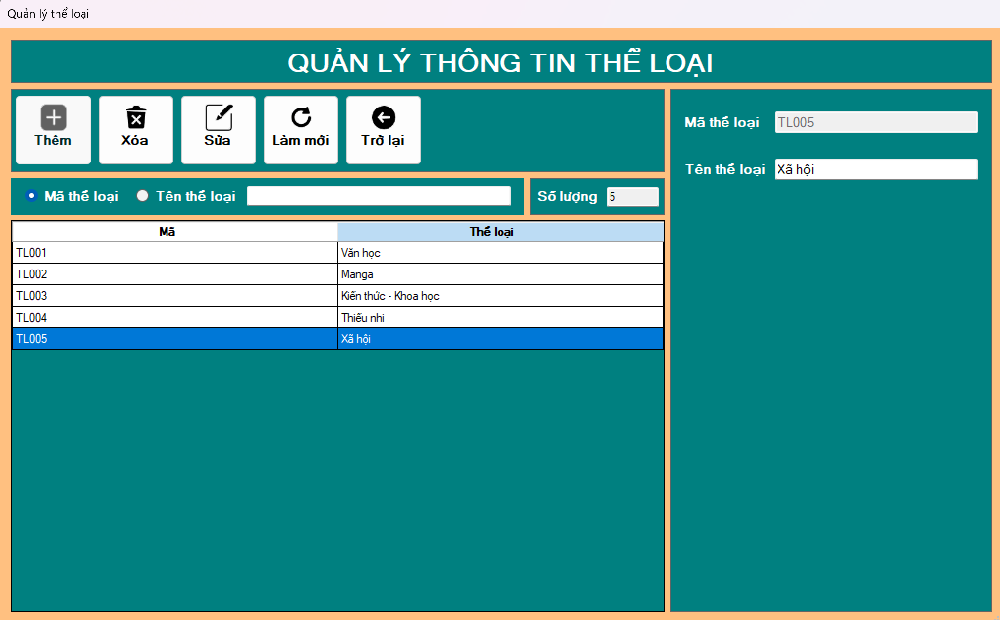 Quản lý thể loại
QUẢN LÝ THÔNG TIN THỂ LOẠI
Thêm Xóa Sửa Làm mới Trở lại
Mã thể loại TL005
Tên thể loại Xã hội
Mã thể loại Tên thể loại Số lượng 5
Mã Thể loại
TL001 Văn học
TL002 Manga
TL003 Kiến thức - Khoa học
TL004 Thiếu nhi
TL005 Xã hội